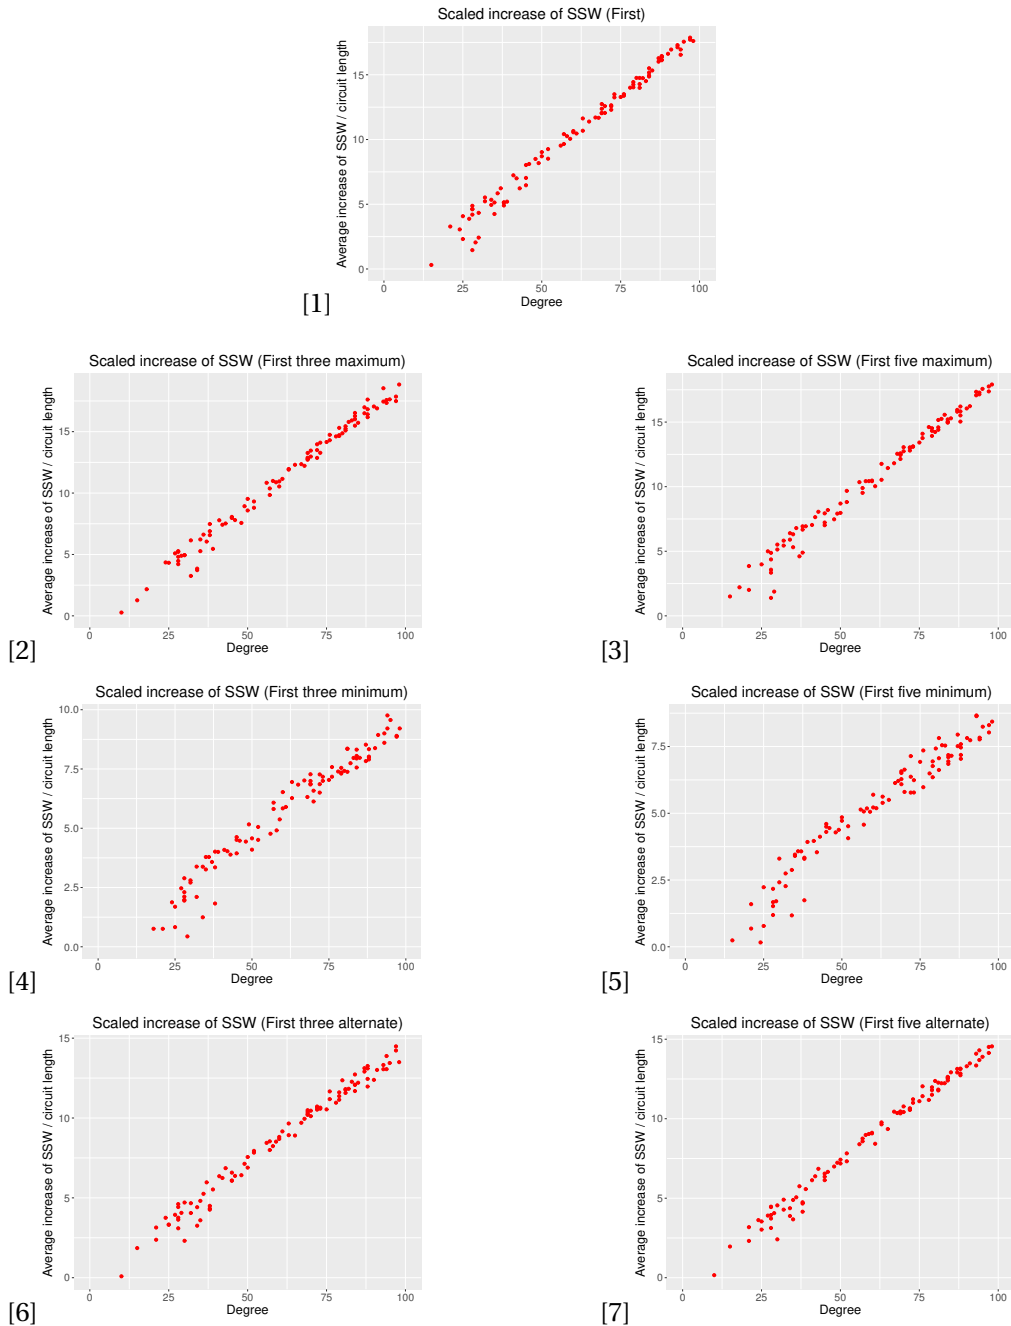 Scaled increase of SSW (First)
Average increase of SSW / circuit length
15
10
5
0
0 25 50 75 100
Degree
[1]
Scaled increase of SSW (First three maximum)
Average increase of SSW / circuit length
15
10
5
0
0 25 50 75 100
Degree
[2]
Scaled increase of SSW (First five maximum)
Average increase of SSW / circuit length
15
10
5
0
0 25 50 75 100
Degree
[3]
Scaled increase of SSW (First three minimum)
Average increase of SSW / circuit length
10.0
7.5
5.0
2.5
0.0
0 25 50 75 100
Degree
[4]
Scaled increase of SSW (First five minimum)
Average increase of SSW / circuit length
7.5
5.0
2.5
0.0
0 25 50 75 100
Degree
[5]
Scaled increase of SSW (First three alternate)
Average increase of SSW / circuit length
15
10
5
0
0 25 50 75 100
Degree
[6]
Scaled increase of SSW (First five alternate)
Average increase of SSW / circuit length
15
10
5
0
0 25 50 75 100
Degree
[7]